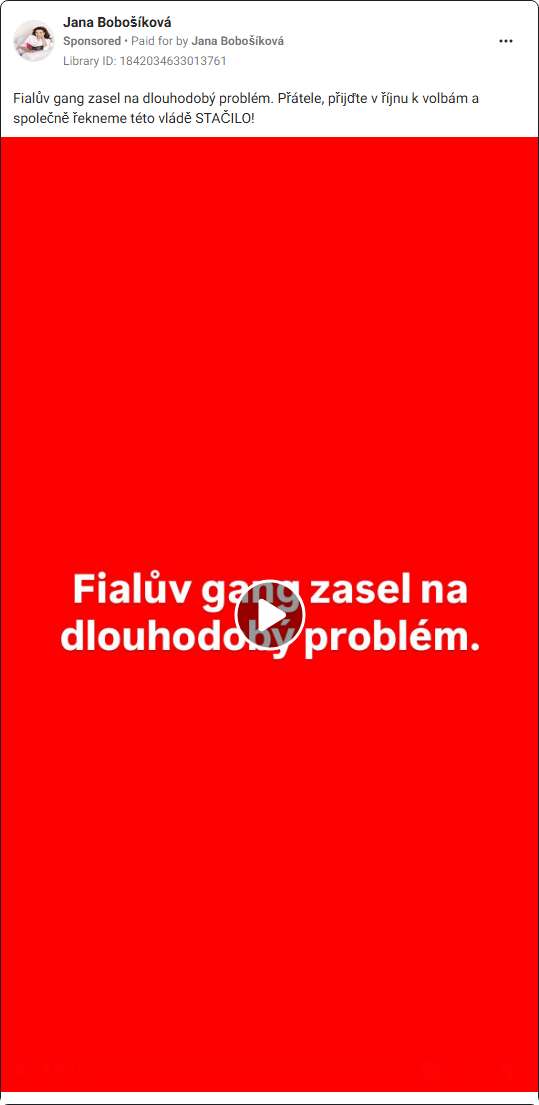 Jana Bobošíková
Sponsored • Paid for by Jana Bobošíková
Library ID: 1842034633013761
Fialův gang zasel na dlouhodobý problém. Přátele, přijďte v říjnu k volbám a
společně řekneme této vládě STAČILO!
Fialův gang zasel na
dlouhodobý problém.